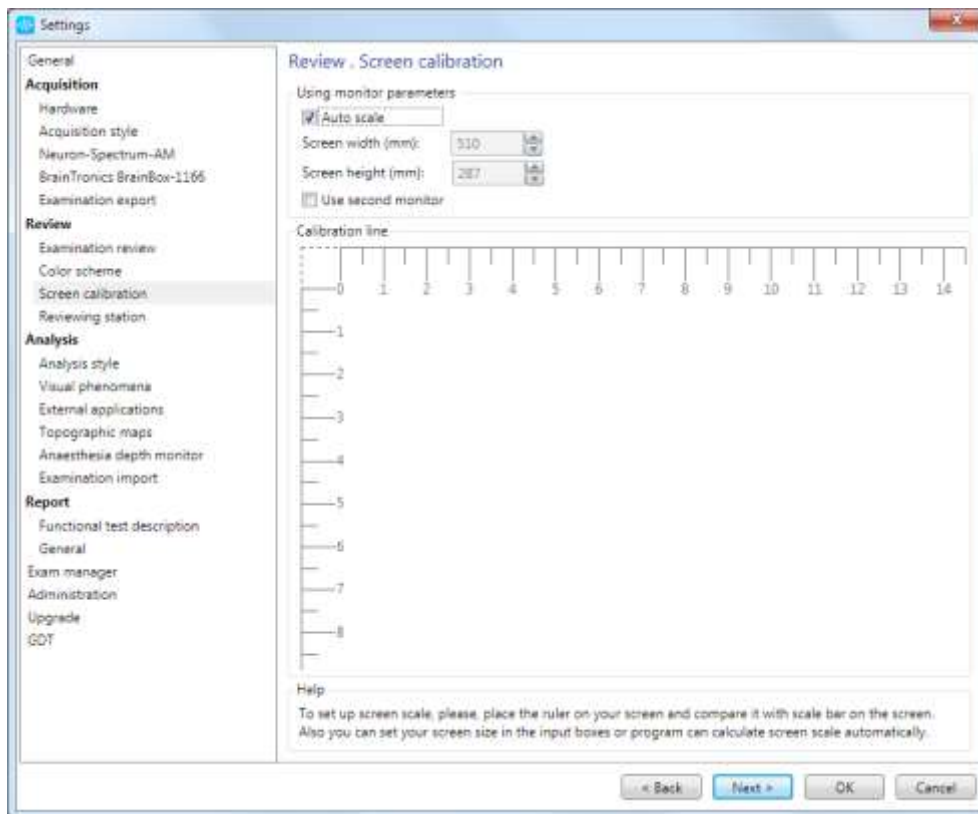 Settings
General
Acquisition
Hardware
Acquisition style
Neuron-Spectrum-AM
BrainTronics BrainBox-1166
Examination export
Review
Examination review
Color scheme
Screen calibration
Reviewing station
Analysis
Analysis style
Visual phenomena
External applications
Topographic maps
Anaesthesia depth monitor
Examination import
Report
Functional test description
General
Exam manager
Administration
Upgrade
GDT
Review . Screen calibration
Using monitor parameters
Auto scale
Screen width (mm): 510
Screen height (mm): 287
Use second monitor
Calibration line
0 1 2 3 4 5 6 7 8 9 10 11 12 13 14
1
2
3
4
5
6
7
8
Help
To set up screen scale, please, place the ruler on your screen and compare it with scale bar on the screen.
Also you can set your screen size in the input boxes or program can calculate screen scale automatically.
< Back Next > OK Cancel